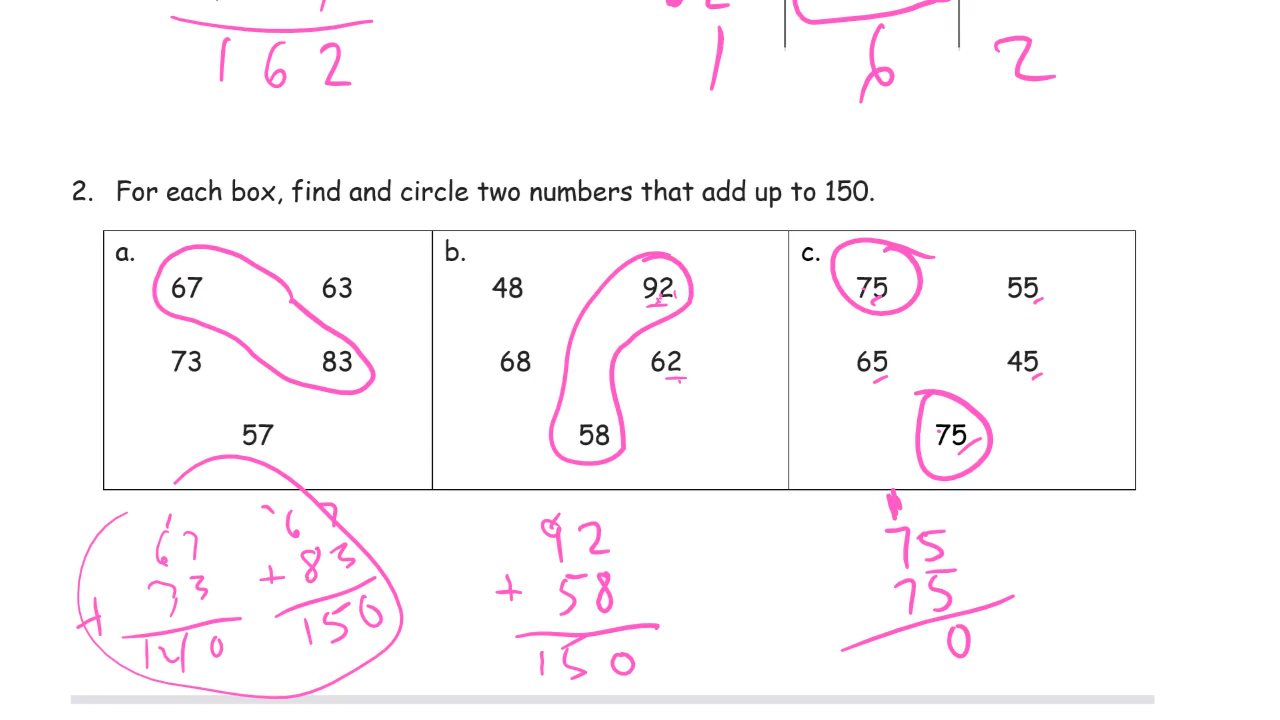 162
1 6 2
2. For each box, find and circle two numbers that add up to 150.
a. b. c.
67 63 48 92 75 55
73 83 68 62 65 45
57 58 75
67 67 92 75
+ 73 + 83 + 58 75
140 150 150 0